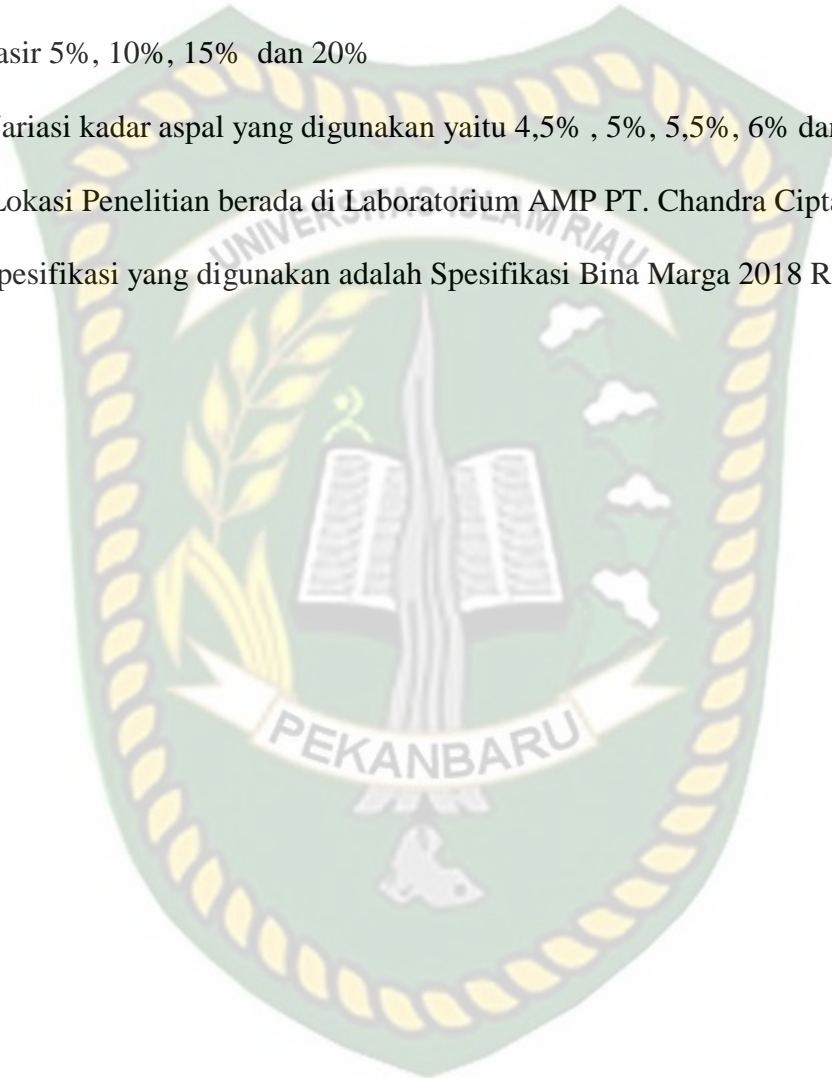 asir 5%, 10%, 15% dan 20%
ariasi kadar aspal yang digunakan yaitu 4,5% , 5%, 5,5%, 6% dan
Lokasi Penelitian berada di Laboratorium AMP PT. Chandra Cipta
pesifikasi yang digunakan adalah Spesifikasi Bina Marga 2018 R
UNIVERSITAS ISLAM RIAU
PEKANBARU